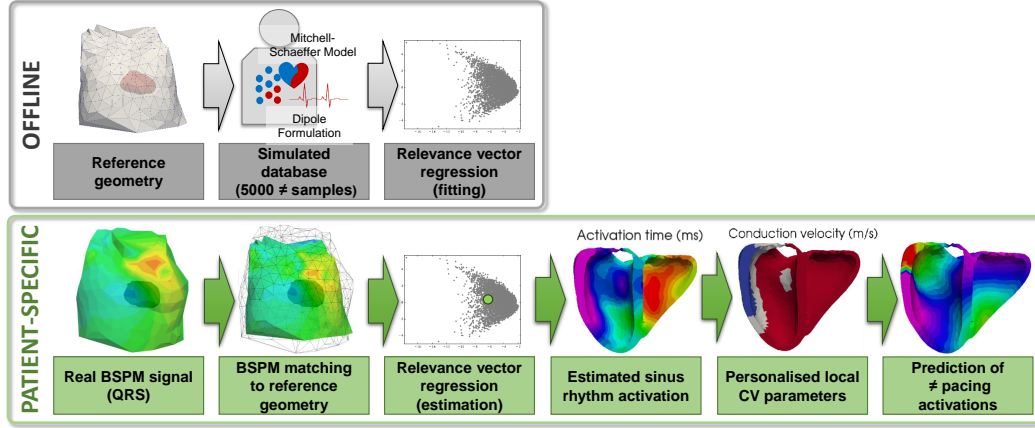 OFFLINE
Mitchell-
Schaeffer Model
Dipole
Formulation
Reference
geometry
Simulated
database
(5000 ≠ samples)
Relevance vector
regression
(fitting)
PATIENT-SPECIFIC
Activation time (ms)
Conduction velocity (m/s)
Real BSPM signal
(QRS)
BSPM matching
to reference
geometry
Relevance vector
regression
(estimation)
Estimated sinus
rhythm activation
Personalised local
CV parameters
Prediction of
≠ pacing
activations